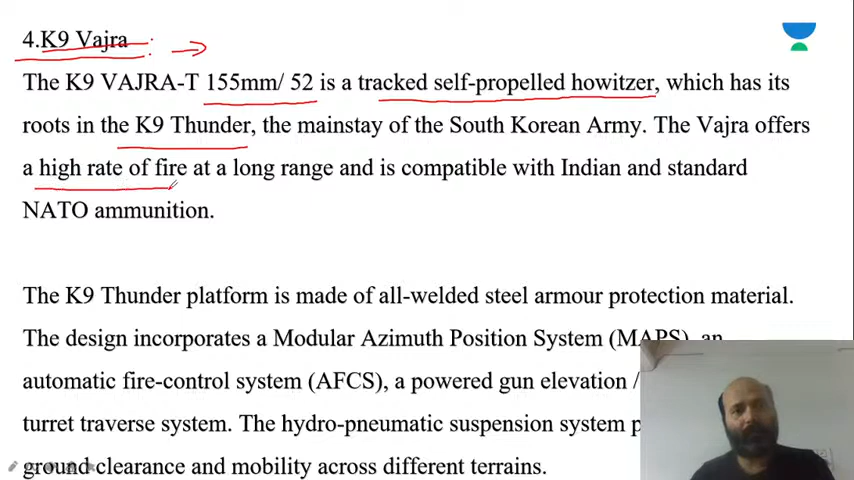 4.K9 Vajra
The K9 VAJRA-T 155mm/ 52 is a tracked self-propelled howitzer, which has its
roots in the K9 Thunder, the mainstay of the South Korean Army. The Vajra offers
a high rate of fire at a long range and is compatible with Indian and standard
NATO ammunition.
The K9 Thunder platform is made of all-welded steel armour protection material.
The design incorporates a Modular Azimuth Position System (MAPS), an
automatic fire-control system (AFCS), a powered gun elevation /
turret traverse system. The hydro-pneumatic suspension system
ground clearance and mobility across different terrains.